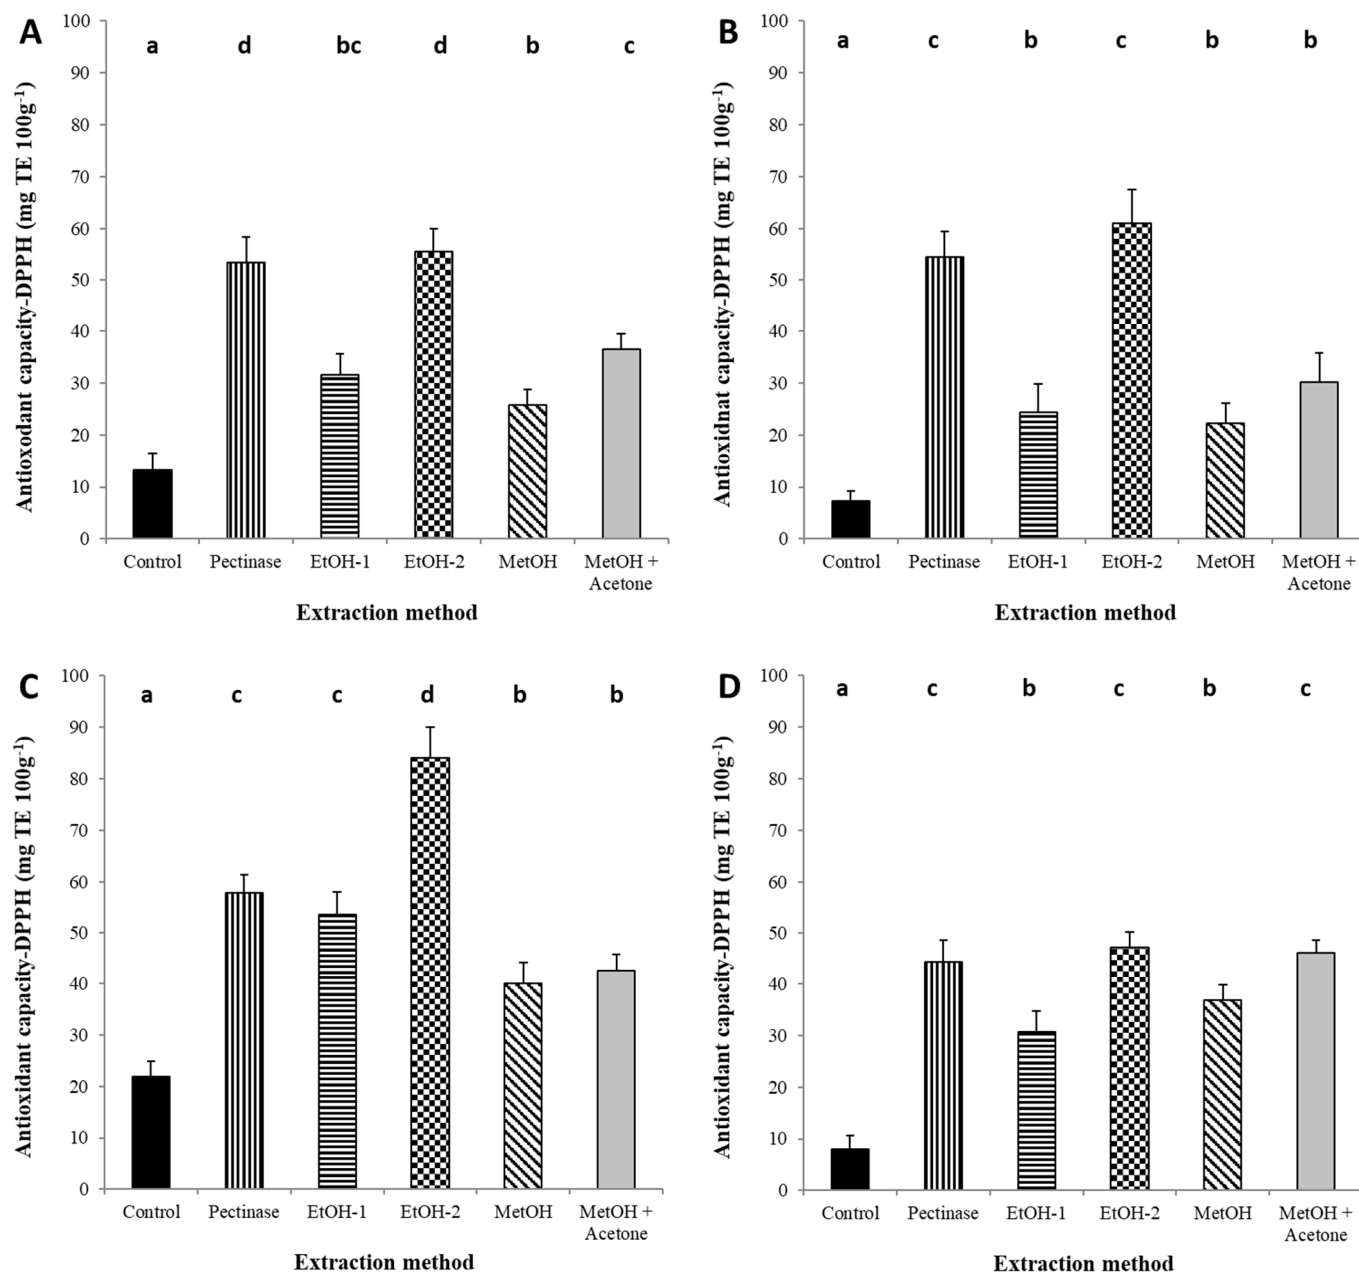 A
a d bc d b c
Antioxodant capacity-DPPH (mg TE 100g-1)
100
90
80
70
60
50
40
30
20
10
0
Control Pectinase EtOH-1 EtOH-2 MetOH MetOH +
Acetone
Extraction method
B
a c b c b b
Antioxidnat capacity-DPPH (mg TE 100g-1)
100
90
80
70
60
50
40
30
20
10
0
Control Pectinase EtOH-1 EtOH-2 MetOH MetOH +
Acetone
Extraction method
C
a c c d b b
Antioxidant capacity-DPPH (mg TE 100g-1)
100
90
80
70
60
50
40
30
20
10
0
Control Pectinase EtOH-1 EtOH-2 MetOH MetOH +
Acetone
Extraction method
D
a c b c b c
Antioxidant capacity-DPPH (mg TE 100g-1)
100
90
80
70
60
50
40
30
20
10
0
Control Pectinase EtOH-1 EtOH-2 MetOH MetOH +
Acetone
Extraction method